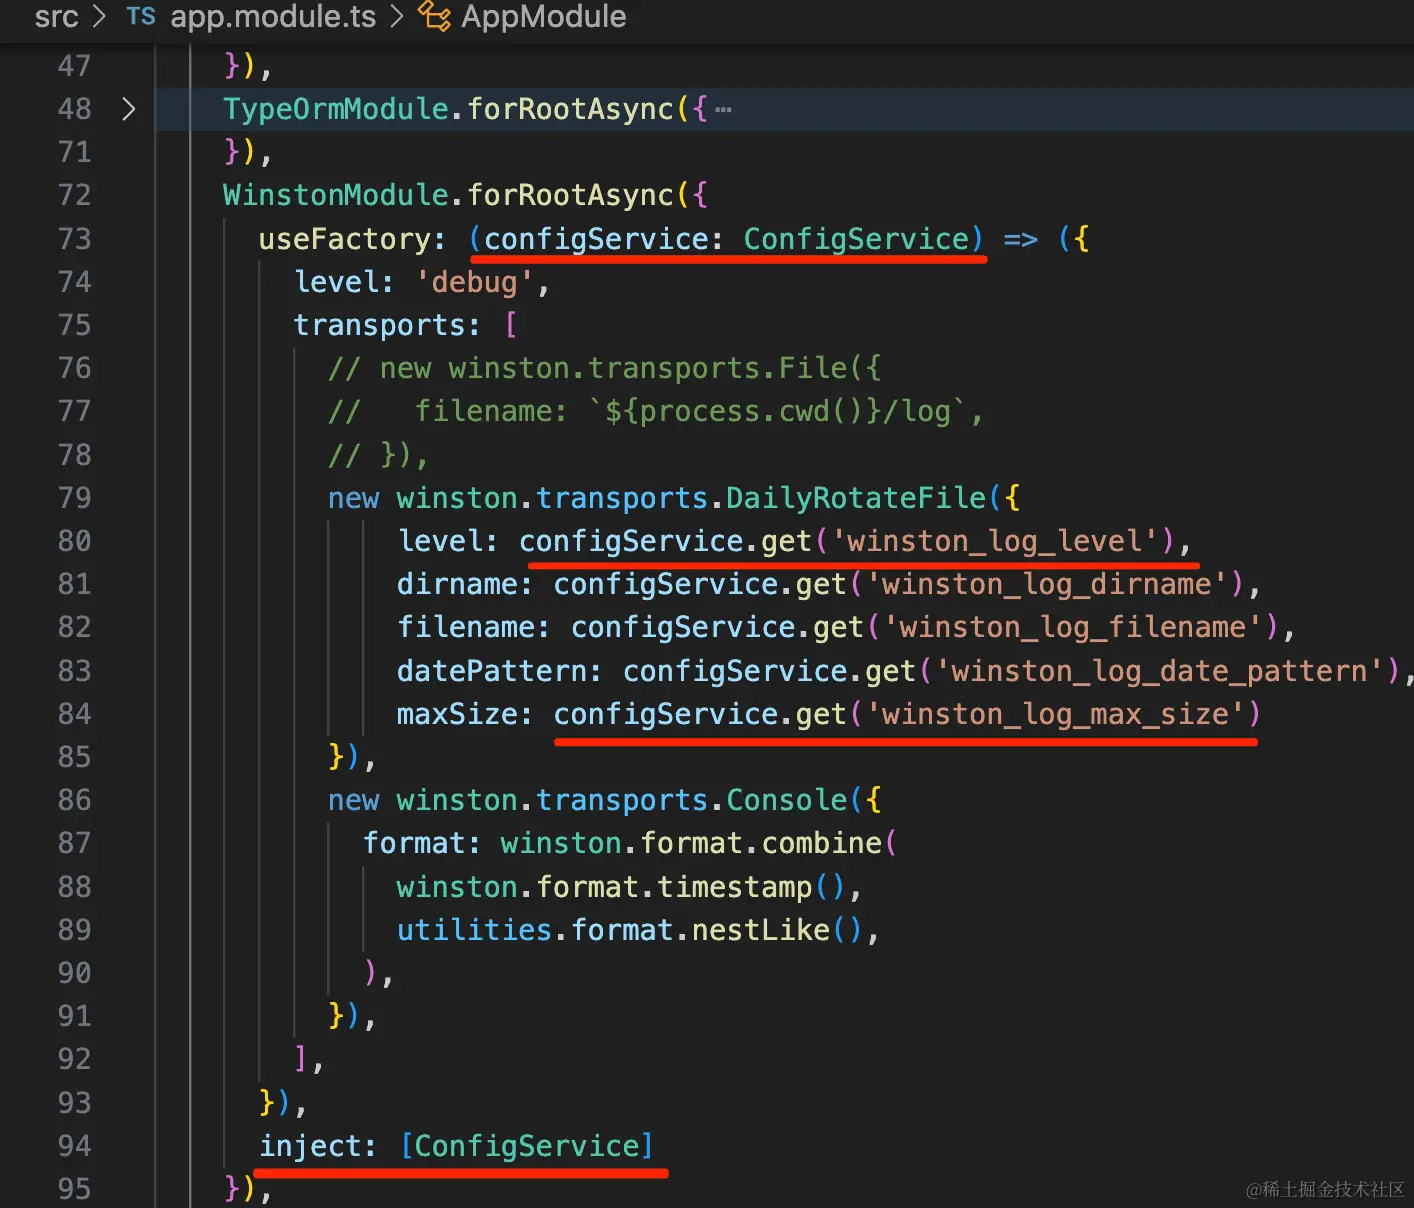 src > TS app.module.ts > AppModule
47 }),
48 > TypeOrmModule.forRootAsync({ ···
71 }),
72 WinstonModule.forRootAsync({
73 useFactory: (configService: ConfigService) => ({
74 level: 'debug',
75 transports: [
76 // new winston.transports.File({
77 //   filename: `${process.cwd()}/log`,
78 // }),
79 new winston.transports.DailyRotateFile({
80 level: configService.get('winston_log_level'),
81 dirname: configService.get('winston_log_dirname'),
82 filename: configService.get('winston_log_filename'),
83 datePattern: configService.get('winston_log_date_pattern'),
84 maxSize: configService.get('winston_log_max_size')
85 }),
86 new winston.transports.Console({
87 format: winston.format.combine(
88 winston.format.timestamp(),
89 utilities.format.nestLike(),
90 ),
91 }),
92 ],
93 }),
94 inject: [ConfigService]
95 }),
@稀土掘金技术社区